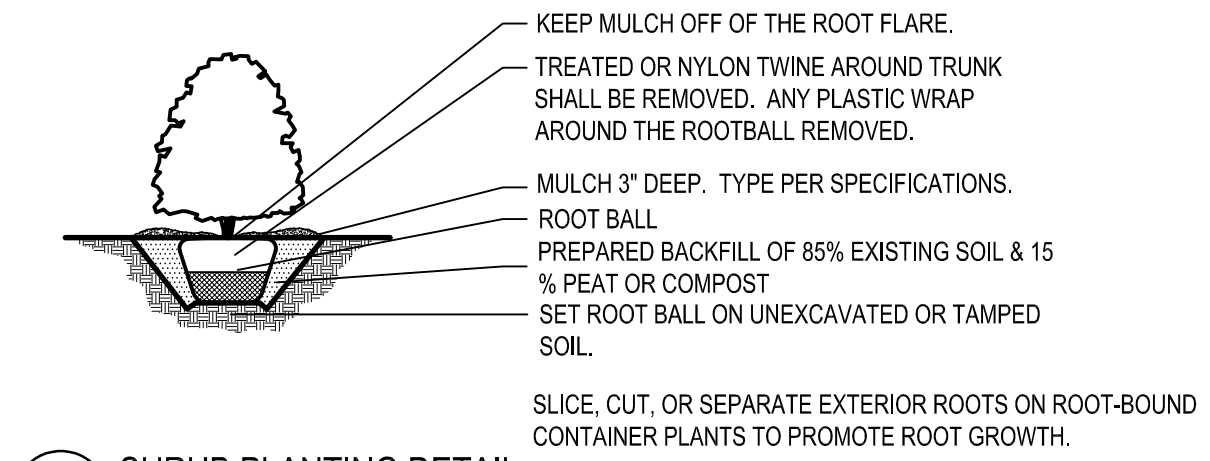 KEEP MULCH OFF OF THE ROOT FLARE.
TREATED OR NYLON TWINE AROUND TRUNK
SHALL BE REMOVED. ANY PLASTIC WRAP
AROUND THE ROOTBALL REMOVED.
MULCH 3" DEEP. TYPE PER SPECIFICATIONS.
ROOT BALL
PREPARED BACKFILL OF 85% EXISTING SOIL & 15
% PEAT OR COMPOST
SET ROOT BALL ON UNEXCAVATED OR TAMPED
SOIL.
SLICE, CUT, OR SEPARATE EXTERIOR ROOTS ON ROOT-BOUND
CONTAINER PLANTS TO PROMOTE ROOT GROWTH.
SHRUB PLANTING DETAIL